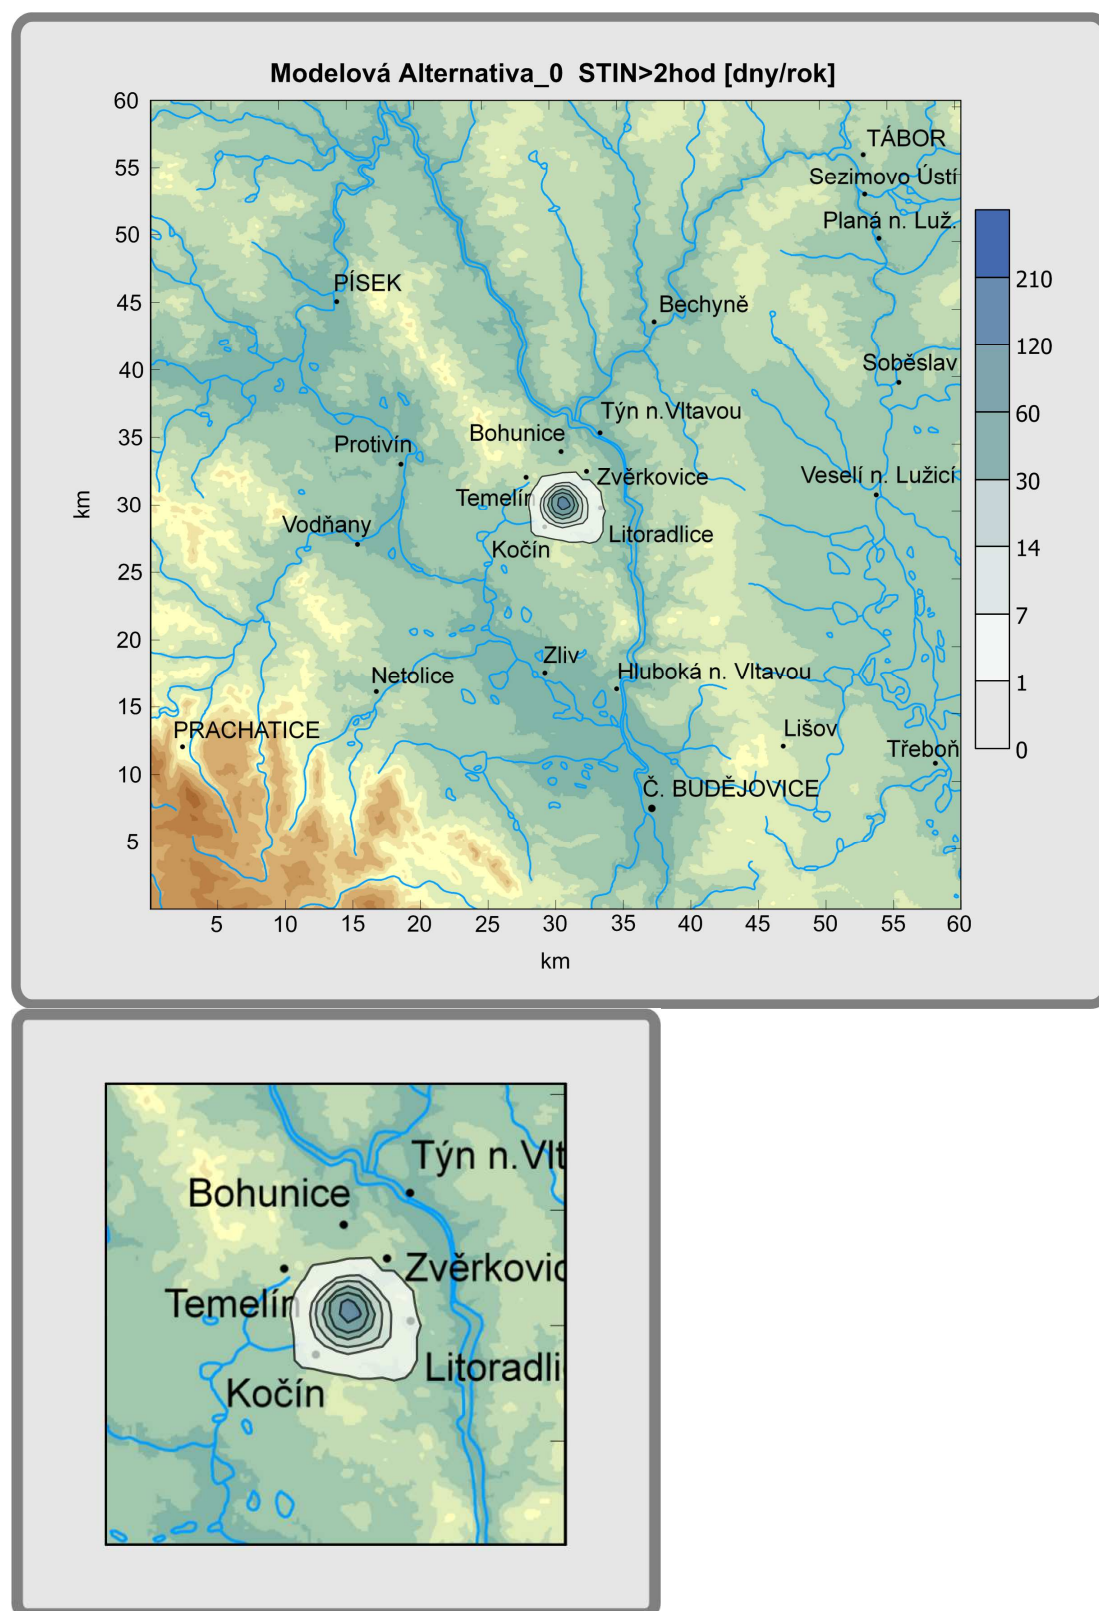 Modelová Alternativa_0 STIN>2hod [dny/rok]
60
55
50
45
40
35
30
25
20
15
10
5
km
TÁBOR
Sezimovo Ústí
Planá n. Luž.
PÍSEK
Bechyně
Soběslav
Týn n.Vltavou
Bohunice
Protivín
Zvěrkovice
Veselí n. Lužicí
Temelín
Vodňany
Litoradlice
Kočín
Zliv
Netolice
Hluboká n. Vltavou
PRACHATICE
Lišov
Třeboň
Č. BUDĚJOVICE
5
10
15
20
25
30
35
40
45
50
55
60
km
210
120
60
30
14
7
1
0
Týn n.Vlt
Bohunice
Zvěrkovic
Temelín
Litoradli
Kočín